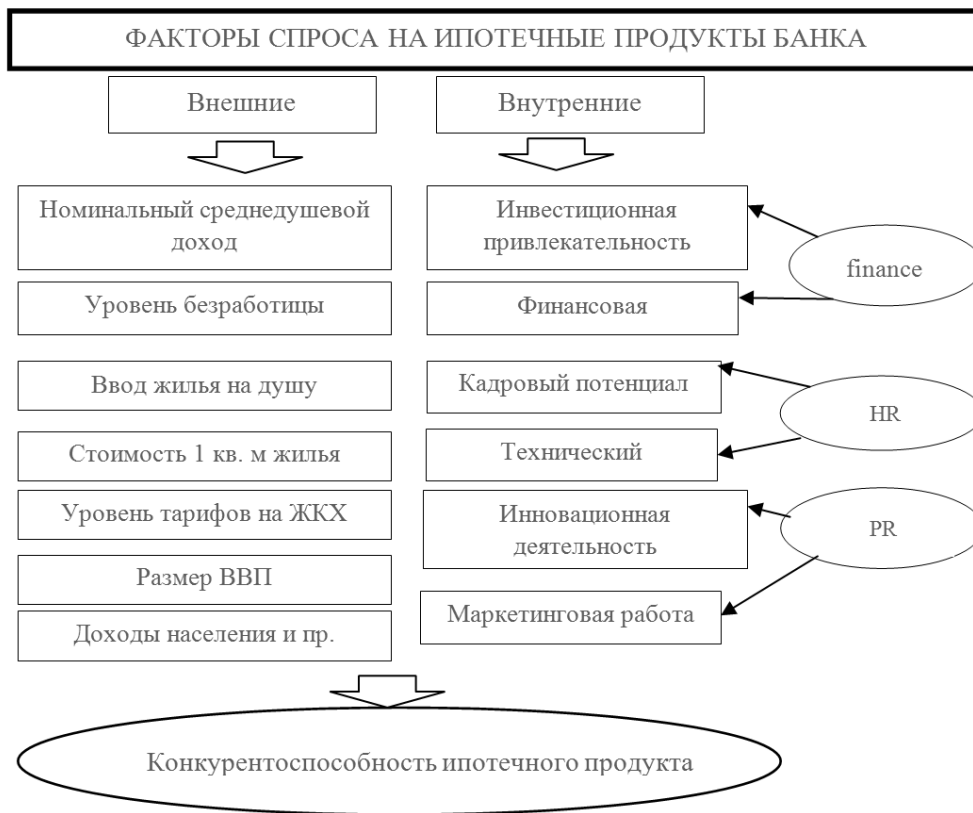 ФАКТОРЫ СПРОСА НА ИПОТЕЧНЫЕ ПРОДУКТЫ БАНКА
Внешние
Внутренние
Номинальный среднедушевой
доход
Уровень безработицы
Ввод жилья на душу
Стоимость 1 кв. м жилья
Уровень тарифов на ЖКХ
Размер ВВП
Доходы населения и пр.
Инвестиционная
привлекательность
Финансовая
Кадровый потенциал
Технический
Инновационная
деятельность
Маркетинговая работа
finance
HR
PR
Конкурентоспособность ипотечного продукта